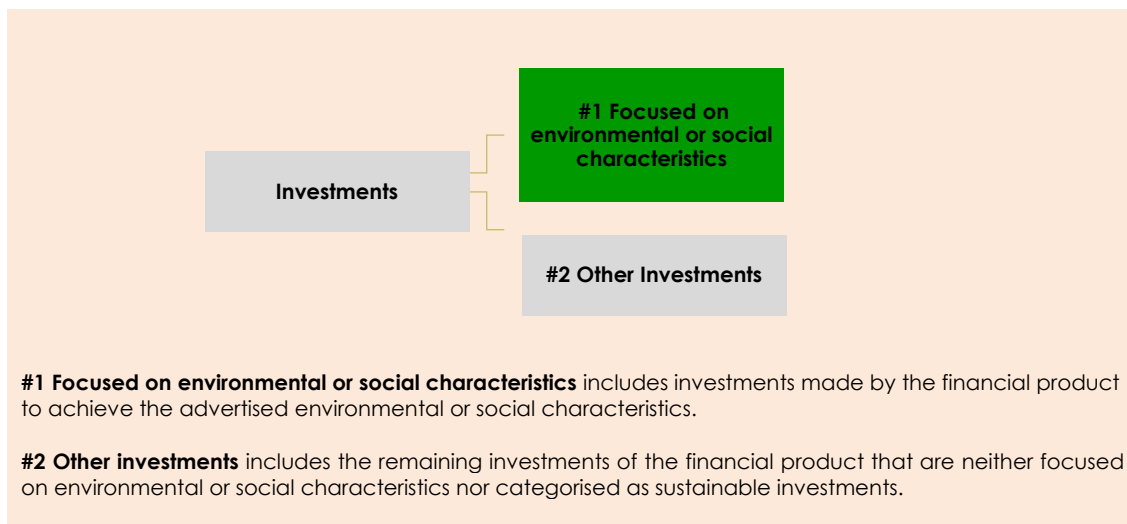 #1 Focused on
environmental or social
characteristics
Investments
#2 Other Investments
#1 Focused on environmental or social characteristics includes investments made by the financial product
to achieve the advertised environmental or social characteristics.
#2 Other investments includes the remaining investments of the financial product that are neither focused
on environmental or social characteristics nor categorised as sustainable investments.